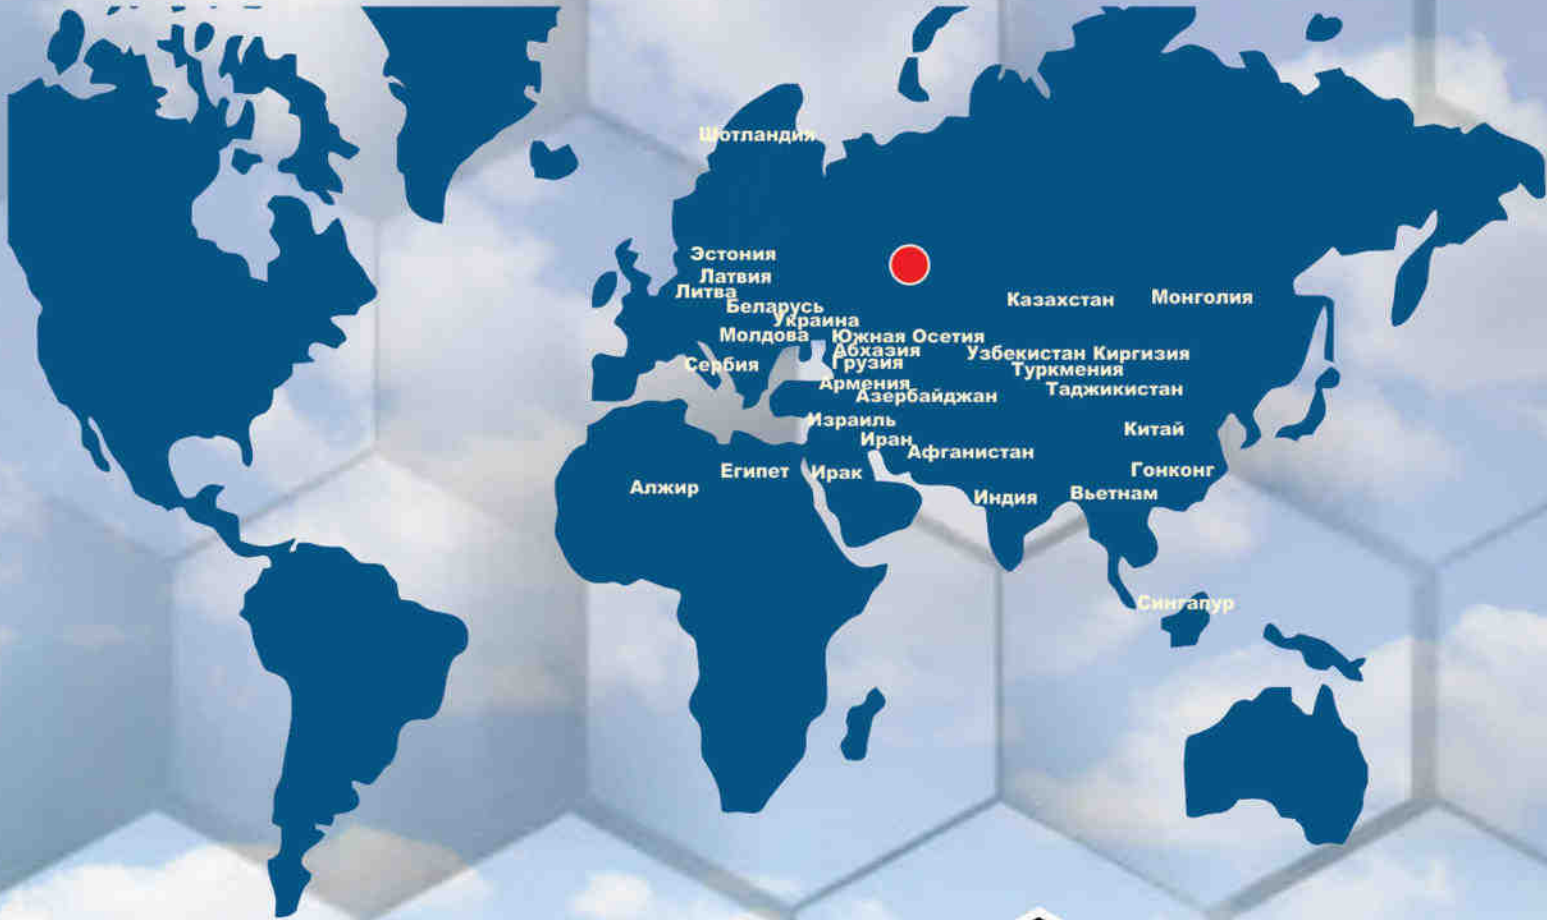 Шотландия
Эстония
Латвия
Литва
Беларусь
Украина
Молдова
Сербия
Южная Осетия
Абхазия
Грузия
Армения
Азербайджан
Казахстан
Монголия
Узбекистан Киргизия
Туркмения
Таджикистан
Израиль
Иран
Афганистан
Китай
Гонконг
Египет
Ирак
Алжир
Индия
Вьетнам
Сингапур